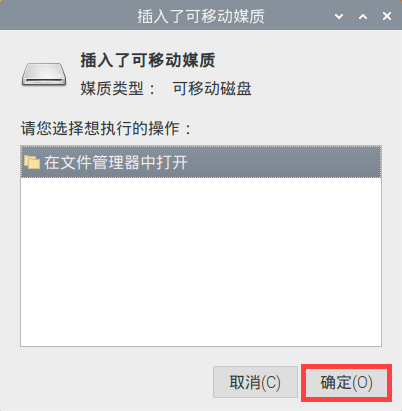 插入了可移动媒质
插入了可移动媒质
媒质类型： 可移动磁盘
请您选择想执行的操作：
在文件管理器中打开
取消(C) 确定(O)